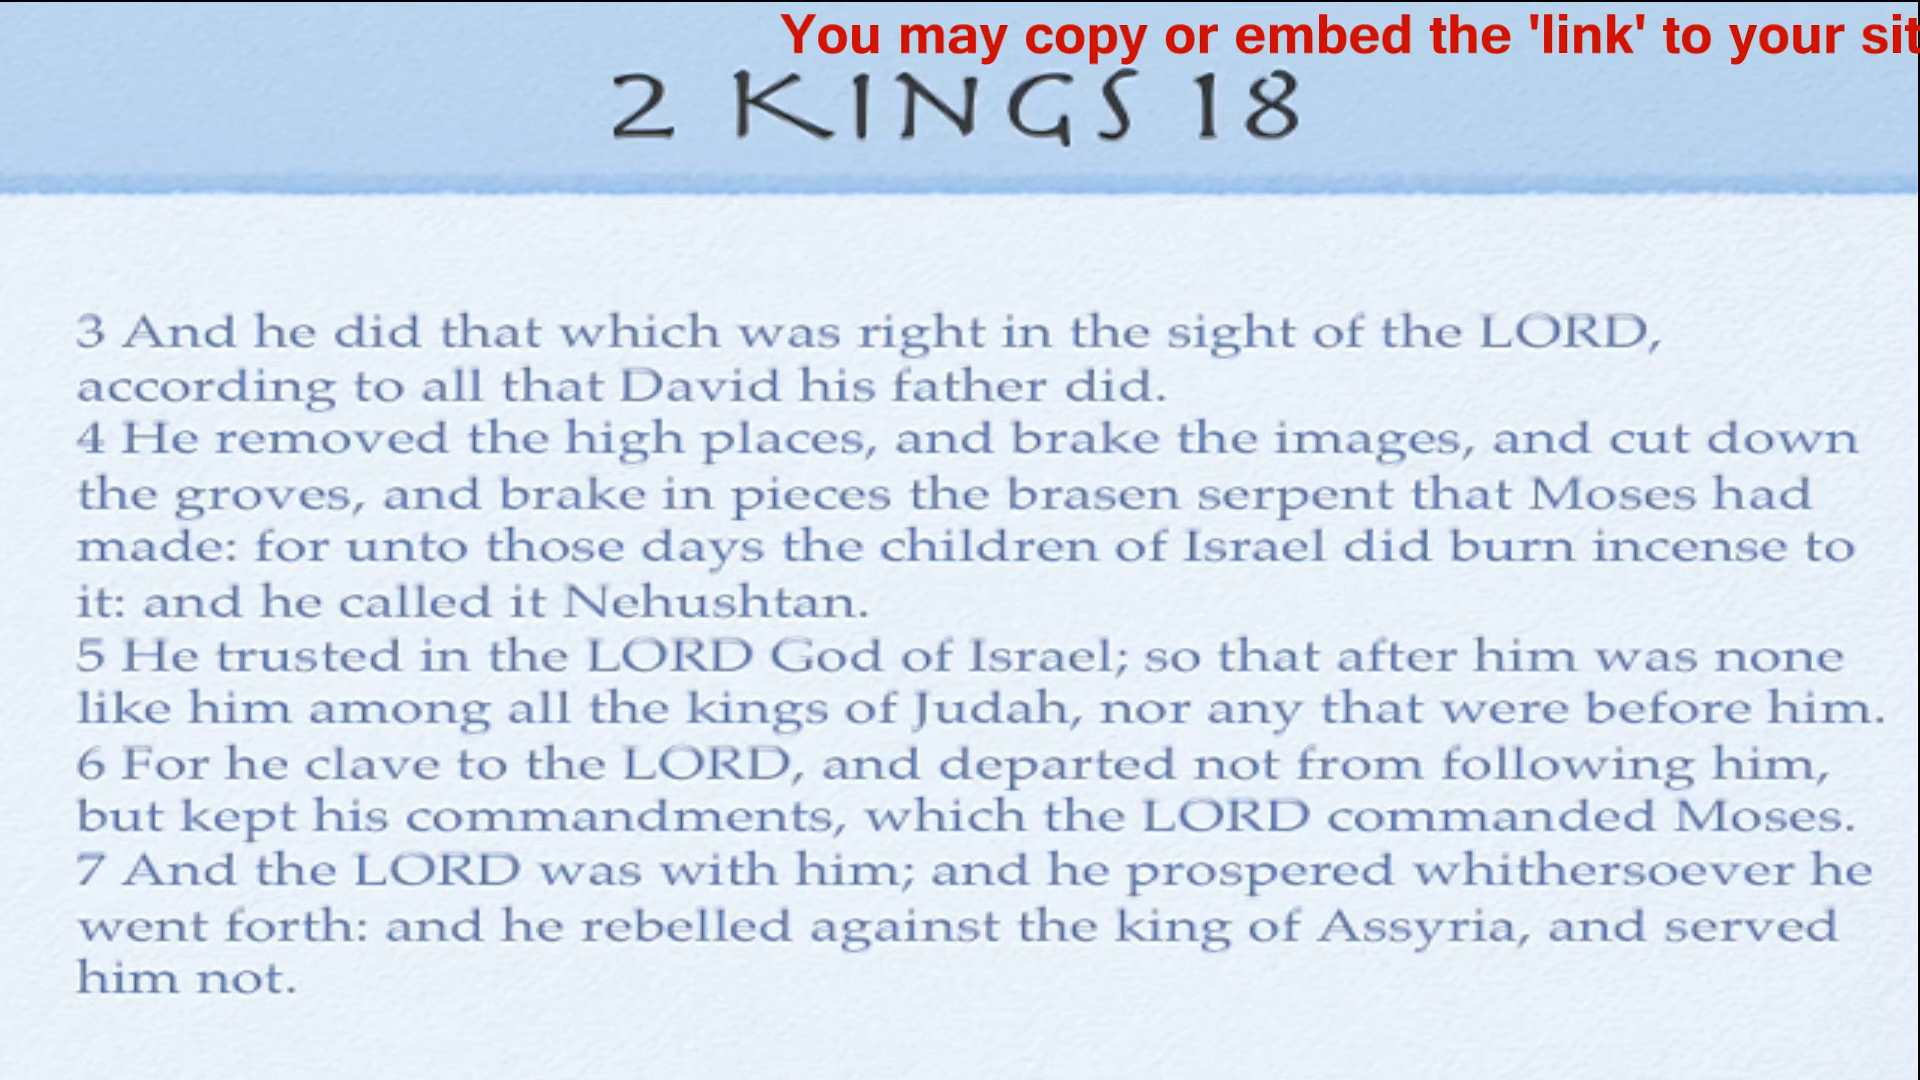 You may copy or embed the 'link' to your sit
2 KINGS 18
3 And he did that which was right in the sight of the LORD,
according to all that David his father did.
4 He removed the high places, and brake the images, and cut down
the groves, and brake in pieces the brasen serpent that Moses had
made: for unto those days the children of Israel did burn incense to
it: and he called it Nehushtan.
5 He trusted in the LORD God of Israel; so that after him was none
like him among all the kings of Judah, nor any that were before him.
6 For he clave to the LORD, and departed not from following him,
but kept his commandments, which the LORD commanded Moses.
7 And the LORD was with him; and he prospered whithersoever he
went forth: and he rebelled against the king of Assyria, and served
him not.